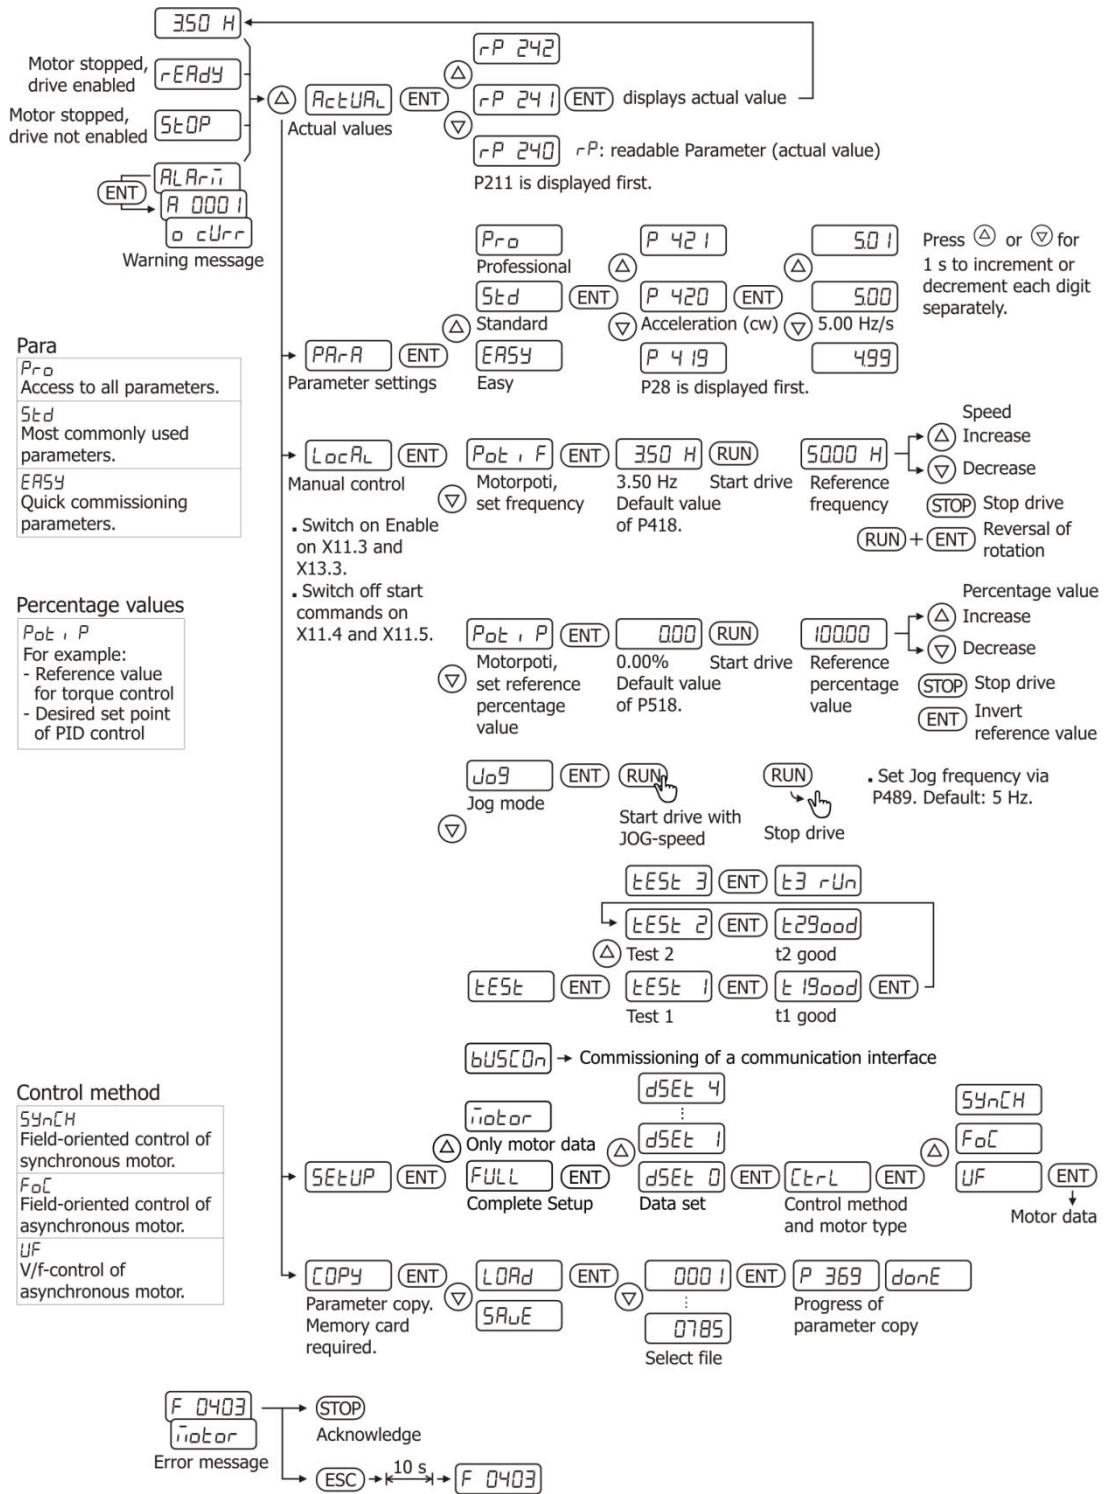 3.50 H
Motor stopped,
drive enabled
rEAdY
Motor stopped,
drive not enabled
StOP
ENT
ALArm
A 0001
o cUrr
Warning message
ActUAL
ENT
Actual values
rP 242
rP 241
ENT
displays actual value
rP 240
rP: readable Parameter (actual value)
P211 is displayed first.
PArA
ENT
Parameter settings
Pro
Professional
Std
ENT
Standard
EASY
Easy
P 421
P 420
ENT
Acceleration (cw)
P 419
P28 is displayed first.
5.01
5.00
5.00 Hz/s
4.99
Press or for
1 s to increment or
decrement each digit
separately.
Para
Pro
Access to all parameters.
Std
Most commonly used
parameters.
EASY
Quick commissioning
parameters.
LocAL
ENT
Manual control
. Switch on Enable
on X11.3 and
X13.3.
. Switch off start
commands on
X11.4 and X11.5.
Poti F
ENT
Motorpoti,
set frequency
3.50 H
RUN
3.50 Hz
Start drive
Default value
of P418.
50.00 H
Reference
frequency
Speed
Increase
Decrease
STOP
Stop drive
RUN + ENT
Reversal of
rotation
Percentage values
Poti P
For example:
- Reference value
for torque control
- Desired set point
of PID control
Poti P
ENT
Motorpoti,
set reference
percentage
value
0.00
RUN
0.00%
Start drive
Default value
of P518.
100.00
Reference
percentage
value
Percentage value
Increase
Decrease
STOP
Stop drive
ENT
Invert
reference value
JoG
ENT
RUN
Jog mode
Start drive with
JOG-speed
RUN
Stop drive
. Set Jog frequency via
P489. Default: 5 Hz.
tESt 3
ENT
t3 rUn
tESt 2
ENT
t2good
Test 2
t2 good
tESt
ENT
tESt 1
ENT
t1good
ENT
Test 1
t1 good
bUSCOn
Commissioning of a communication interface
Control method
SYnCH
Field-oriented control of
synchronous motor.
FoC
Field-oriented control of
asynchronous motor.
UF
V/f-control of
asynchronous motor.
SEtUP
ENT
motor
Only motor data
FULL
ENT
Complete Setup
dSEt 4
dSEt 1
dSEt 0
ENT
Data set
CtrL
ENT
Control method
and motor type
SYnCH
FoC
UF
ENT
Motor data
COPY
ENT
Parameter copy.
Memory card
required.
LOAd
ENT
SAvE
0001
ENT
0785
Select file
P 369
donE
Progress of
parameter copy
F 0403
motor
Error message
STOP
Acknowledge
ESC
10 s
F 0403